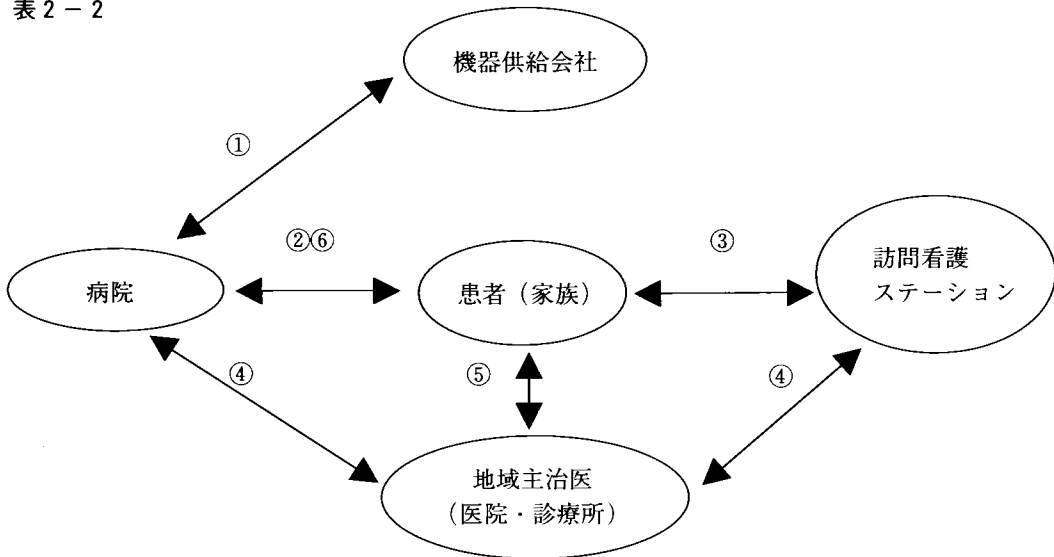 表2－2
機器供給会社
①
②⑥
③
病院
患者（家族）
訪問看護
ステーション
④
⑤
④
地域主治医
（医院・診療所）